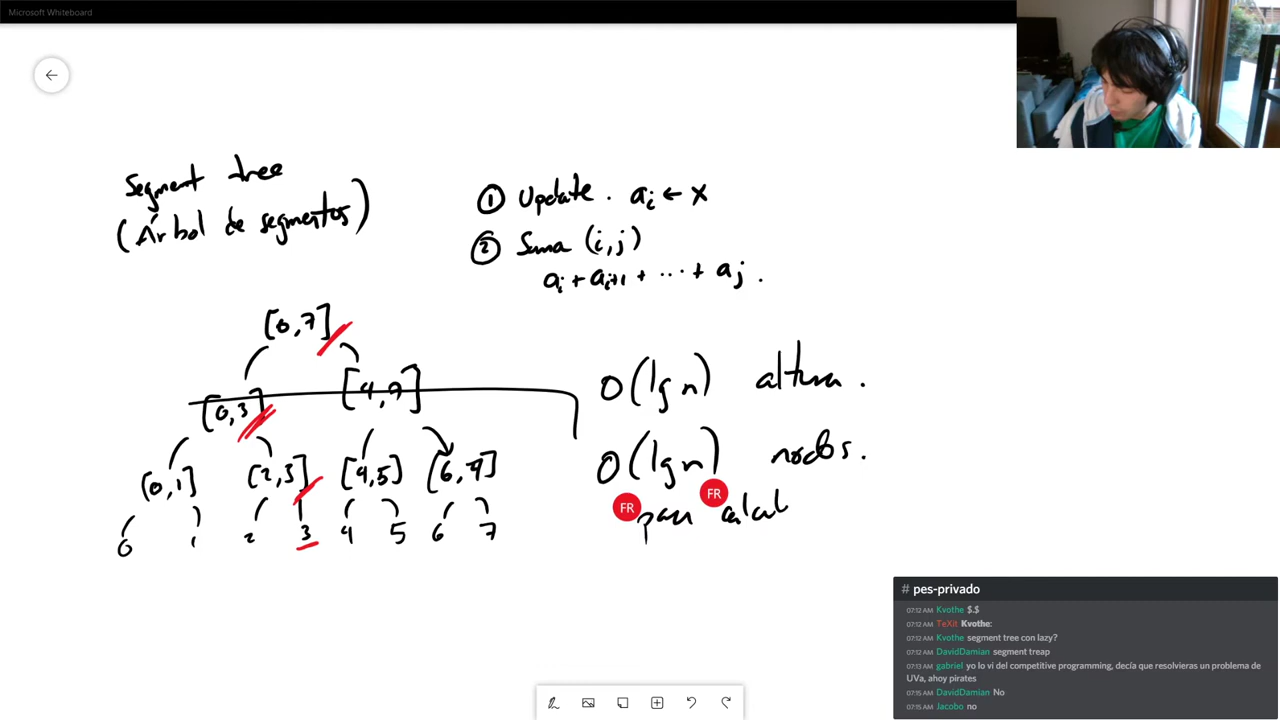 Microsoft Whiteboard
Segment tree
(Árbol de segmentos)
① Update. ai ← x
② Suma (i,j)
ai + ai+1 + ... + aj.
[0,7]
[0,3] [4,7]
[0,1] [2,3] [4,5] [6,7]
0 1 2 3 4 5 6 7
O(lg n) altura.
O(lg n) nodos.
FR FR
para calcul
# pes-privado
07:12 AM Kvothe $.$
07:12 AM TeXit Kvothe:
07:12 AM Kvothe segment tree con lazy?
07:12 AM DavidDamian segment treap
07:13 AM gabriel yo lo vi del competitive programming, decía que resolvieras un problema de
UVa, ahoy pirates
07:15 AM DavidDamian No
07:15 AM Jacobo no